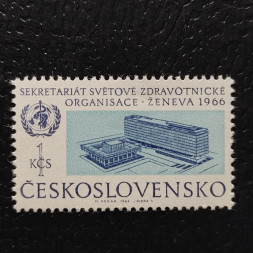 SEKRETARIÁT SVĚTOVÉ ZDRAVOTNICKÉ
ORGANISACE · ŽENEVA 1966
1
KČS
ČESKOSLOVENSKO